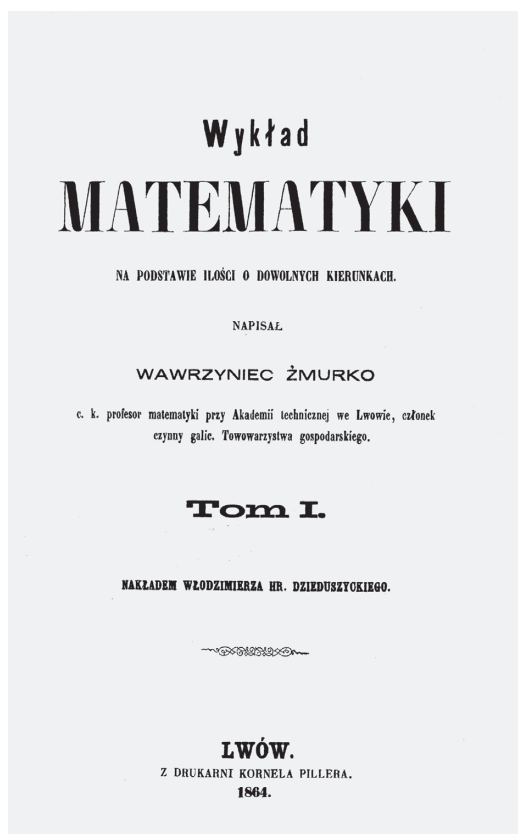 Wykład
MATEMATYKI
NA PODSTAWIE ILOŚCI O DOWOLNYCH KIERUNKACH.
NAPISAŁ
WAWRZYNIEC ŻMURKO
c. k. profesor matematyki przy Akademii technicznej we Lwowie, członek
czynny galic. Towowarzystwa gospodarskiego.
Tom I.
NAKŁADEM WŁODZIMIERZA HR. DZIEDUSZYCKIEGO.
LWÓW.
Z DRUKARNI KORNELA PILLERA.
1864.